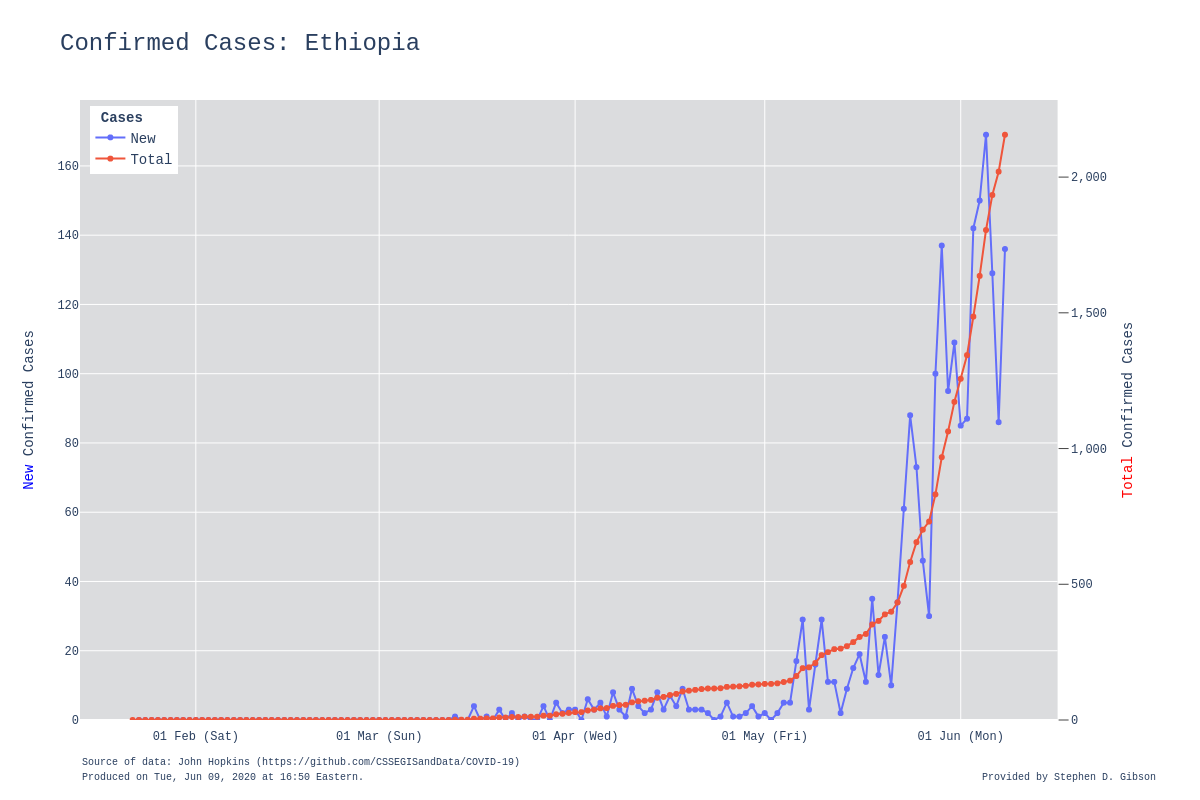 Confirmed Cases: Ethiopia
Cases
New
Total
160
140
120
100
80
60
40
20
0
2,000
1,500
1,000
500
0
New Confirmed Cases
Total Confirmed Cases
01 Feb (Sat)
01 Mar (Sun)
01 Apr (Wed)
01 May (Fri)
01 Jun (Mon)
Source of data: John Hopkins (https://github.com/CSSEGISandData/COVID-19)
Produced on Tue, Jun 09, 2020 at 16:50 Eastern.
Provided by Stephen D. Gibson